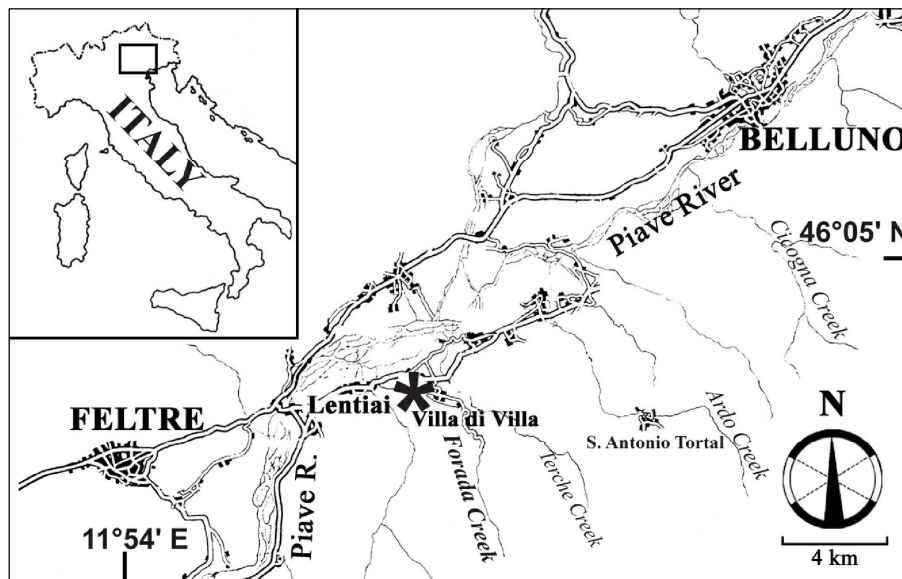 ITALY
BELLUNO
Piave River
46°05' N
Cicogna Creek
FELTRE
Lentiai
Villa di Villa
S. Antonio Tortal
Ardo Creek
N
Piave R.
Forada Creek
Terche Creek
11°54' E
4 km